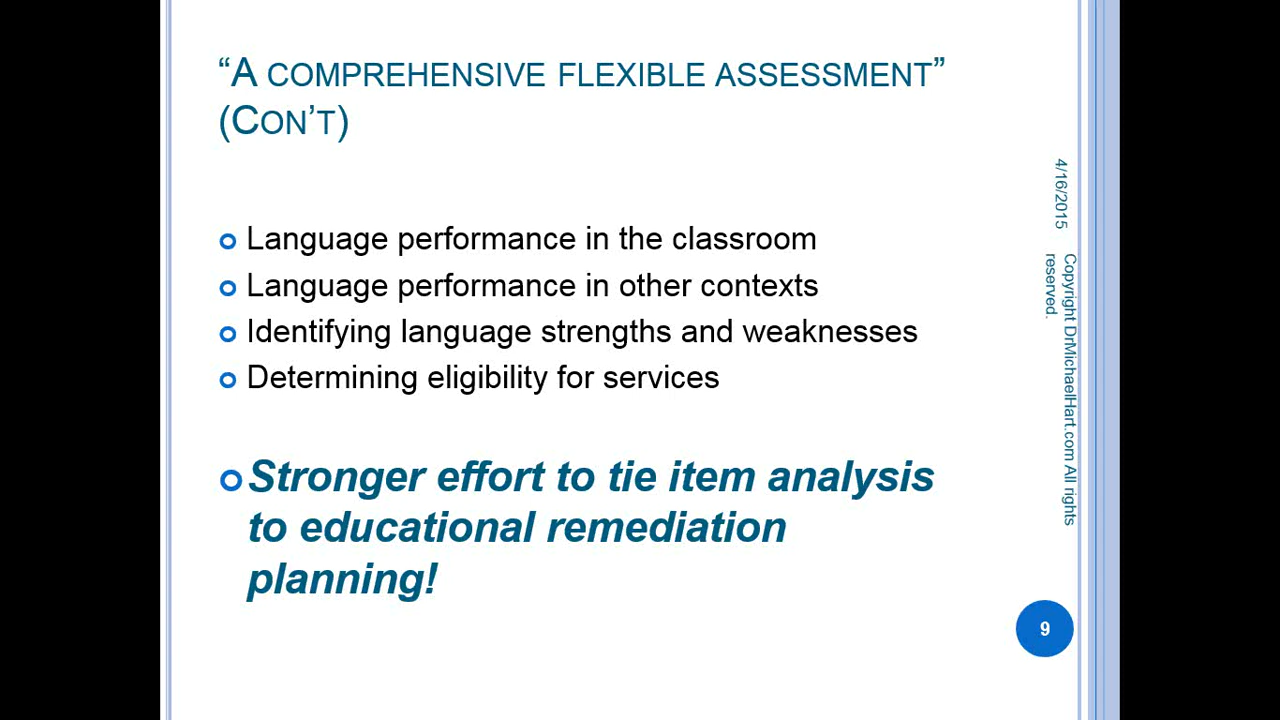 “A COMPREHENSIVE FLEXIBLE ASSESSMENT”
(CON’T)
Language performance in the classroom
Language performance in other contexts
Identifying language strengths and weaknesses
Determining eligibility for services
Stronger effort to tie item analysis
to educational remediation
planning!
4/16/2015
Copyright DrMichaelHart.com All rights
reserved.
9